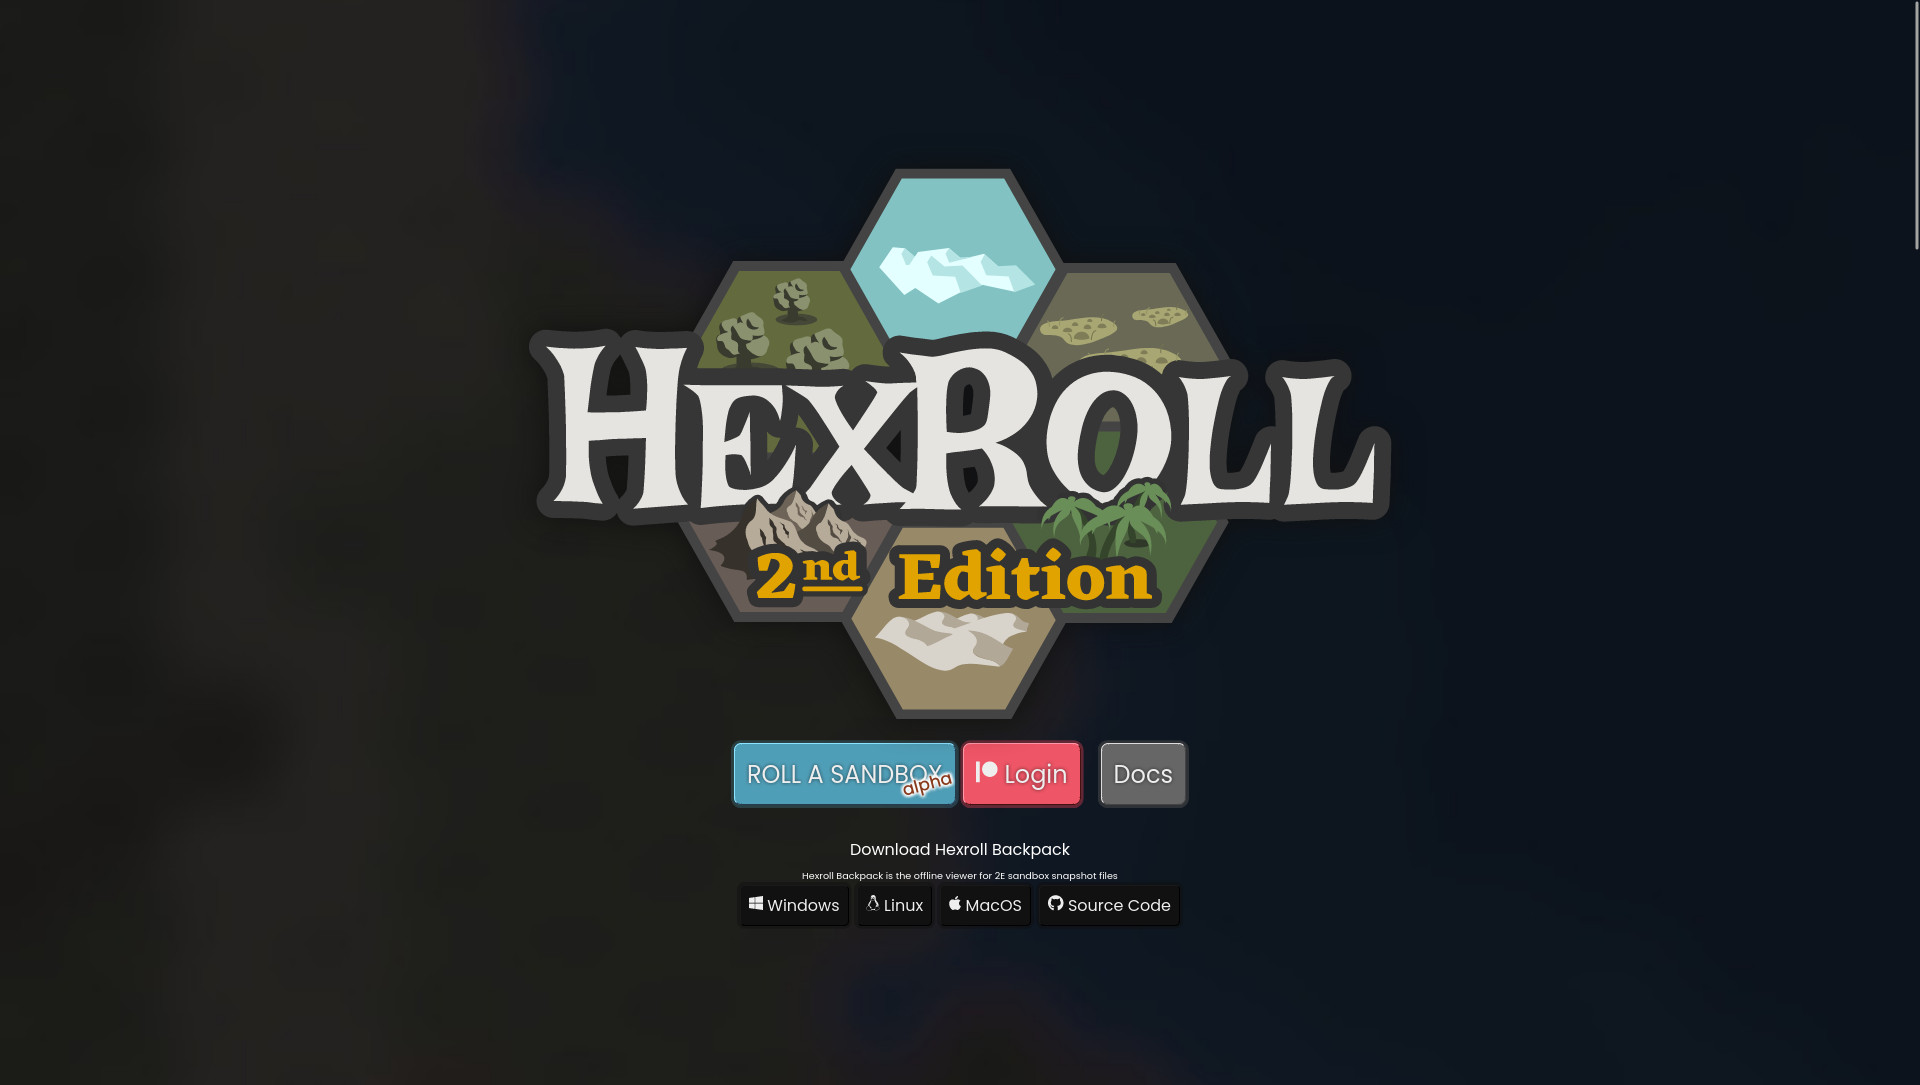 HEXROLL
2nd Edition
ROLL A SANDBOX
alpha
Login
Docs
Download Hexroll Backpack
Hexroll Backpack is the offline viewer for 2E sandbox snapshot files
Windows Linux MacOS Source Code